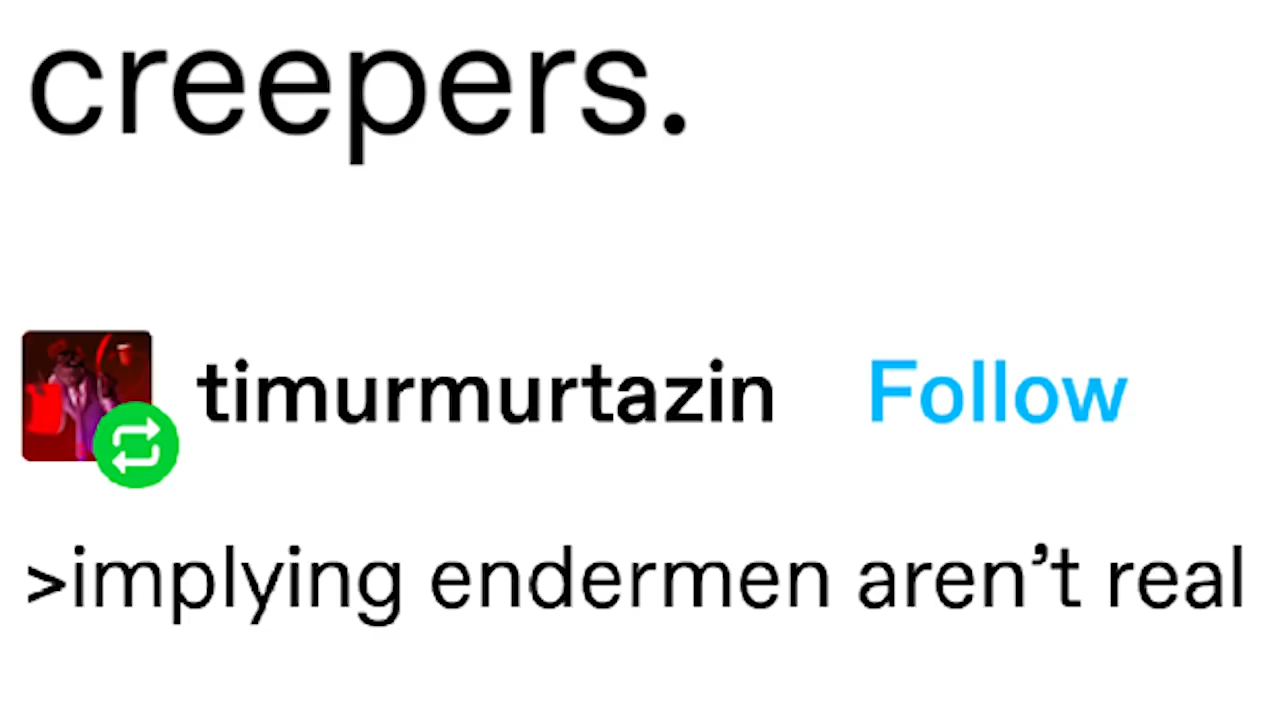 creepers.
timurmurtazin Follow
>implying endermen aren’t real